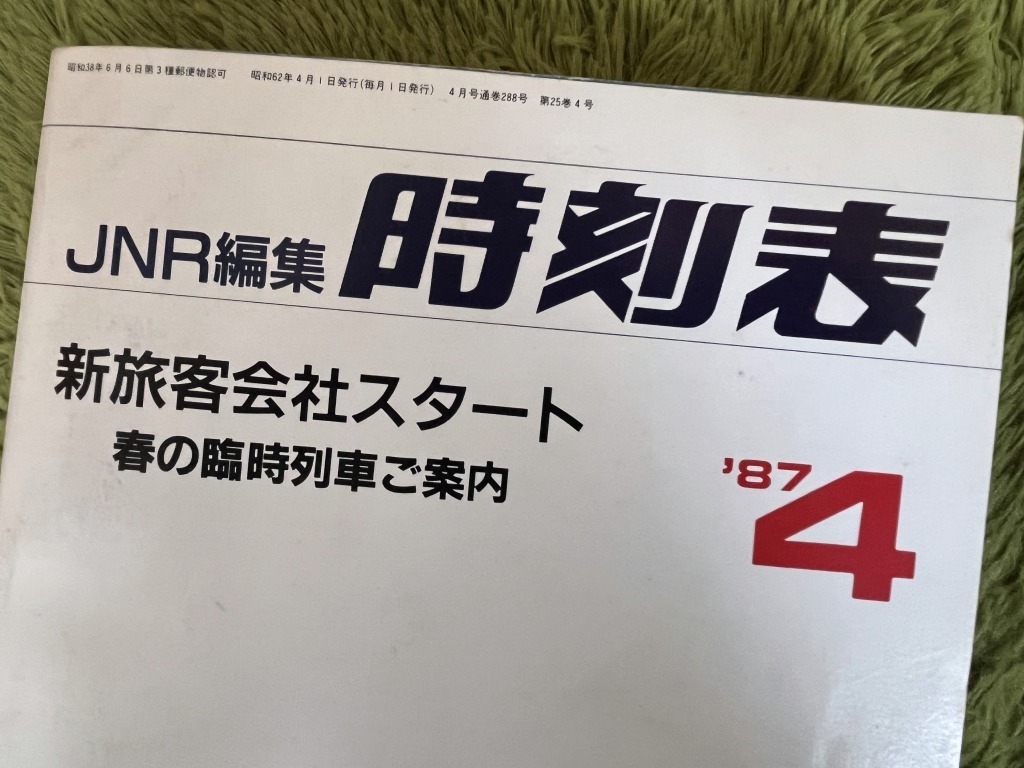 昭和38年6月6日第3種郵便物認可 昭和62年4月1日発行(毎月1日発行) 4月号通巻288号 第25巻4号
JNR編集 時刻表
新旅客会社スタート
春の臨時列車ご案内
'87 4